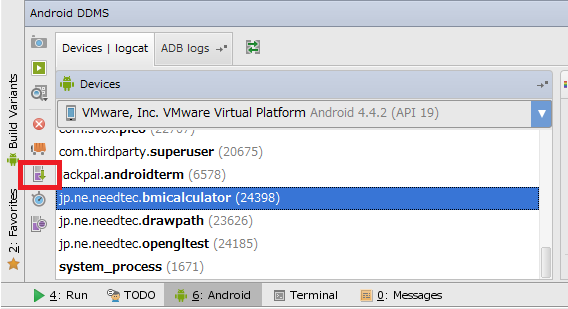 Android DDMS
Devices | logcat
ADB logs
Devices
VMware, Inc. VMware Virtual Platform Android 4.4.2 (API 19)
com.svox.pico (22767)
com.thirdparty.superuser (20675)
jackpal.androidterm (6578)
jp.ne.needtec.bmicalculator (24398)
jp.ne.needtec.drawpath (23626)
jp.ne.needtec.opengltest (24185)
system_process (1671)
Build Variants
2: Favorites
4: Run
TODO
6: Android
Terminal
0: Messages